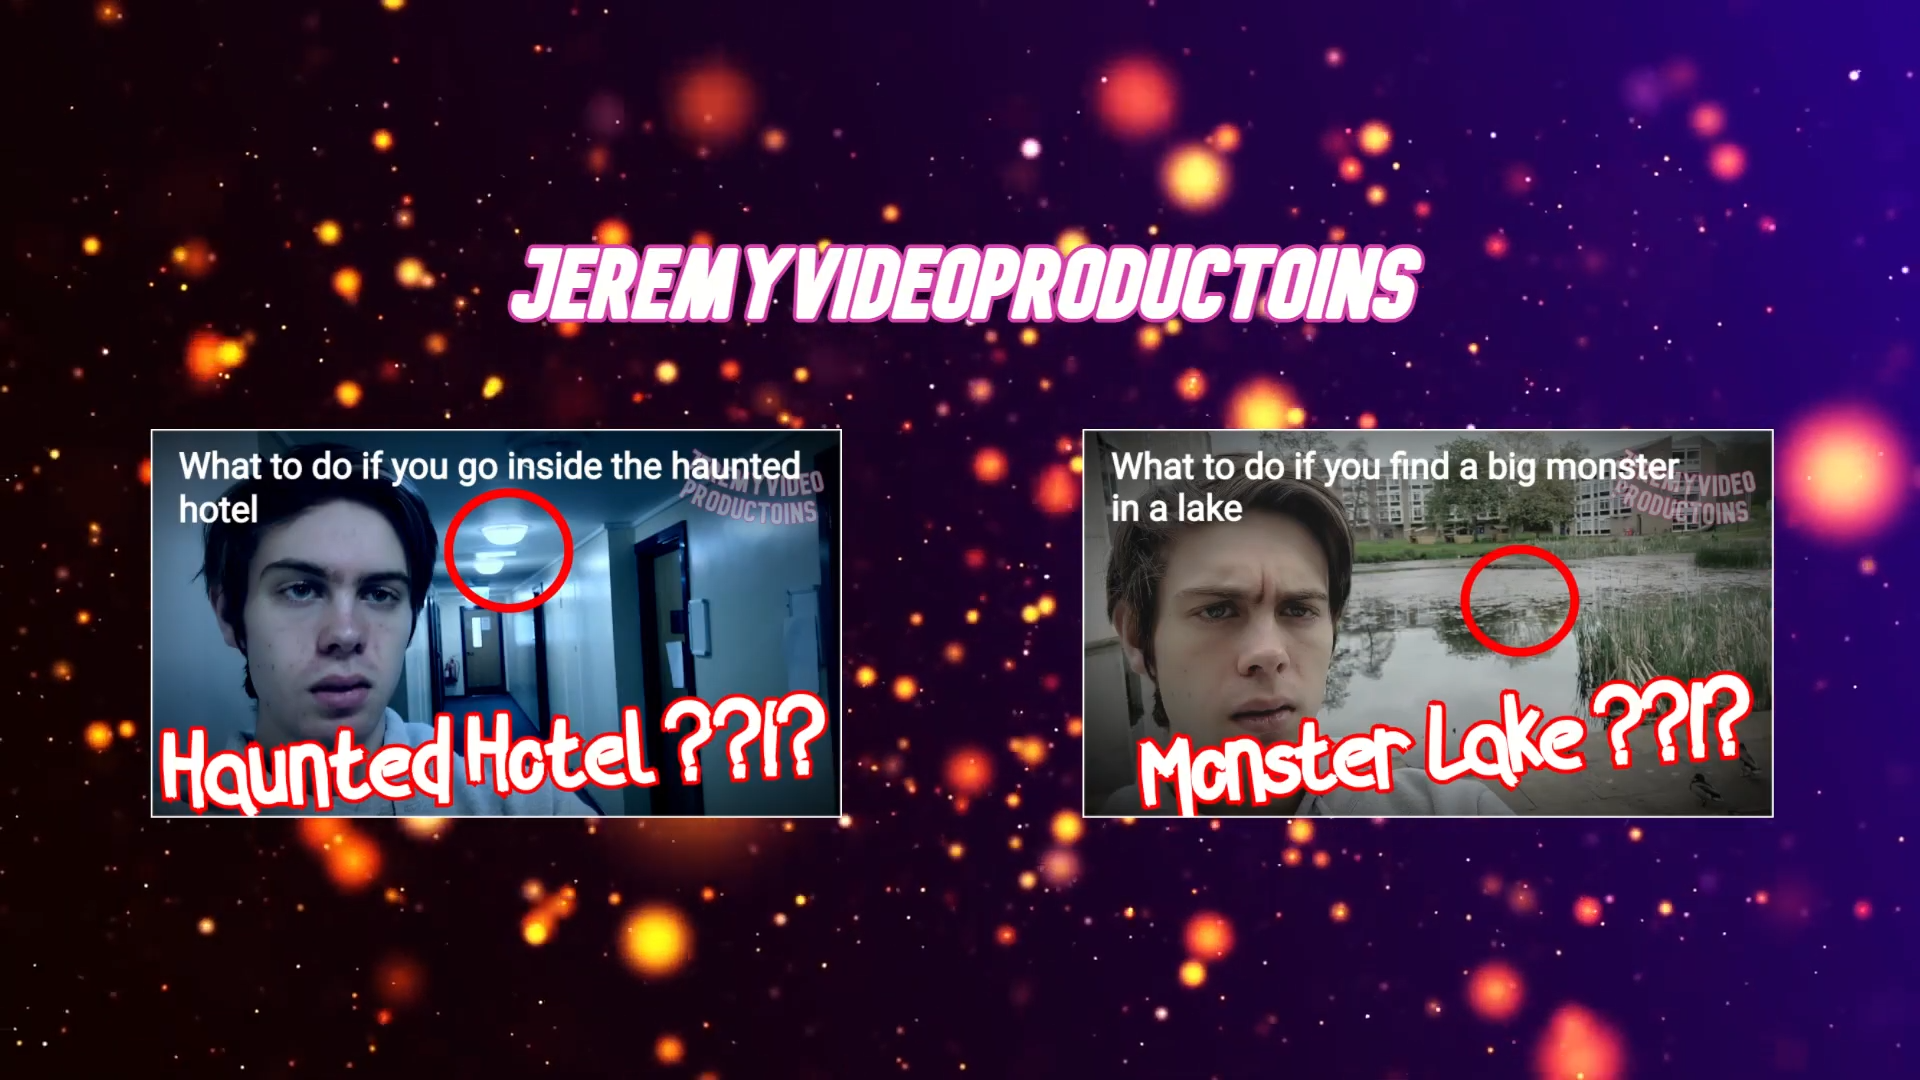 JEREMYVIDEOPRODUCTOINS
What to do if you go inside the haunted
hotel
JEREMYVIDEO
PRODUCTOINS
Haunted Hotel ??!?
What to do if you find a big monster
in a lake
JEREMYVIDEO
PRODUCTOINS
Monster Lake ??!?